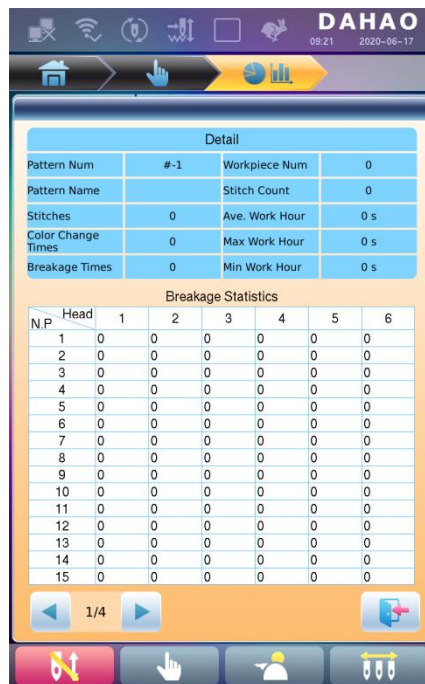 DAHAO
09:21 2020-06-17
Detail
Pattern Num #-1 Workpiece Num 0
Pattern Name Stitch Count 0
Stitches 0 Ave. Work Hour 0 s
Color Change Times 0 Max Work Hour 0 s
Breakage Times 0 Min Work Hour 0 s
Breakage Statistics
N.P Head 1 2 3 4 5 6
1 0 0 0 0 0 0
2 0 0 0 0 0 0
3 0 0 0 0 0 0
4 0 0 0 0 0 0
5 0 0 0 0 0 0
6 0 0 0 0 0 0
7 0 0 0 0 0 0
8 0 0 0 0 0 0
9 0 0 0 0 0 0
10 0 0 0 0 0 0
11 0 0 0 0 0 0
12 0 0 0 0 0 0
13 0 0 0 0 0 0
14 0 0 0 0 0 0
15 0 0 0 0 0 0
1/4